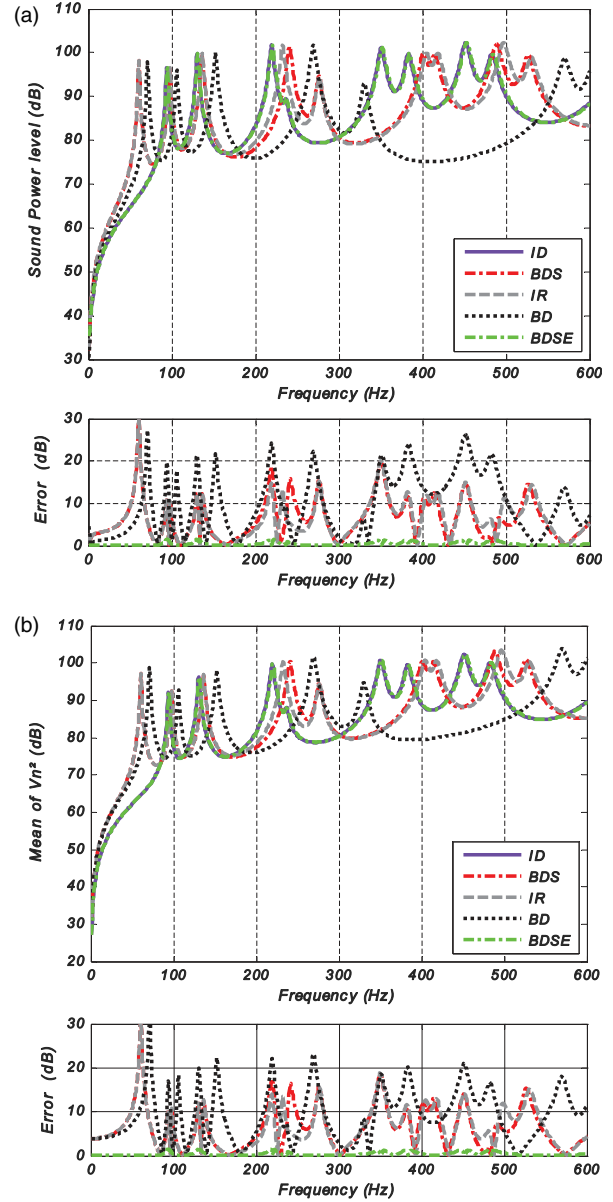 (a)
110
100
90
80
70
60
50
40
30
Sound Power level (dB)
ID
BDS
IR
BD
BDSE
0 100 200 300 400 500 600
Frequency (Hz)
30
20
10
0
Error (dB)
0 100 200 300 400 500 600
Frequency (Hz)
(b)
110
100
90
80
70
60
50
40
30
20
Mean of Vn² (dB)
ID
BDS
IR
BD
BDSE
0 100 200 300 400 500 600
Frequency (Hz)
30
20
10
0
Error (dB)
0 100 200 300 400 500 600
Frequency (Hz)